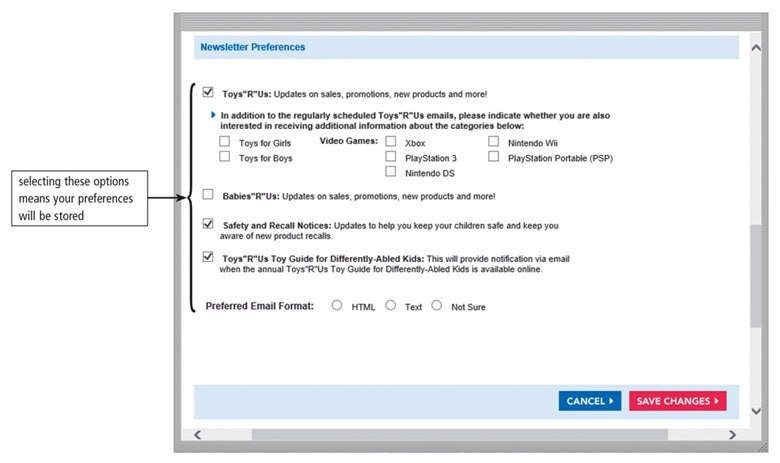 Newsletter Preferences
Toys"R"Us: Updates on sales, promotions, new products and more!
In addition to the regularly scheduled Toys"R"Us emails, please indicate whether you are also
interested in receiving additional information about the categories below:
Toys for Girls Video Games: Xbox Nintendo Wii
Toys for Boys PlayStation 3 PlayStation Portable (PSP)
Nintendo DS
selecting these options
means your preferences
will be stored
Babies"R"Us: Updates on sales, promotions, new products and more!
Safety and Recall Notices: Updates to help you keep your children safe and keep you
aware of new product recalls.
Toys"R"Us Toy Guide for Differently-Abled Kids: This will provide notification via email
when the annual Toys"R"Us Toy Guide for Differently-Abled Kids is available online.
Preferred Email Format: HTML Text Not Sure
CANCEL SAVE CHANGES